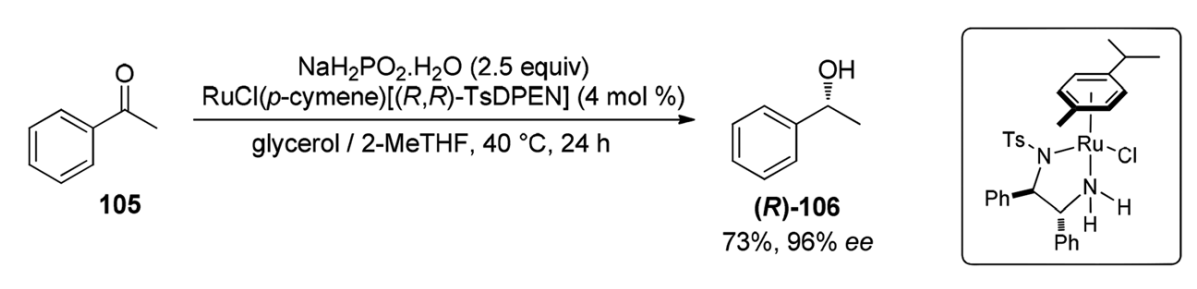 O
105
NaH2PO2.H2O (2.5 equiv)
RuCl(p-cymene)[(R,R)-TsDPEN] (4 mol %)
glycerol / 2-MeTHF, 40 °C, 24 h
OH
(R)-106
73%, 96% ee
Ts
N
Ru
Cl
Ph
N
H
H
Ph